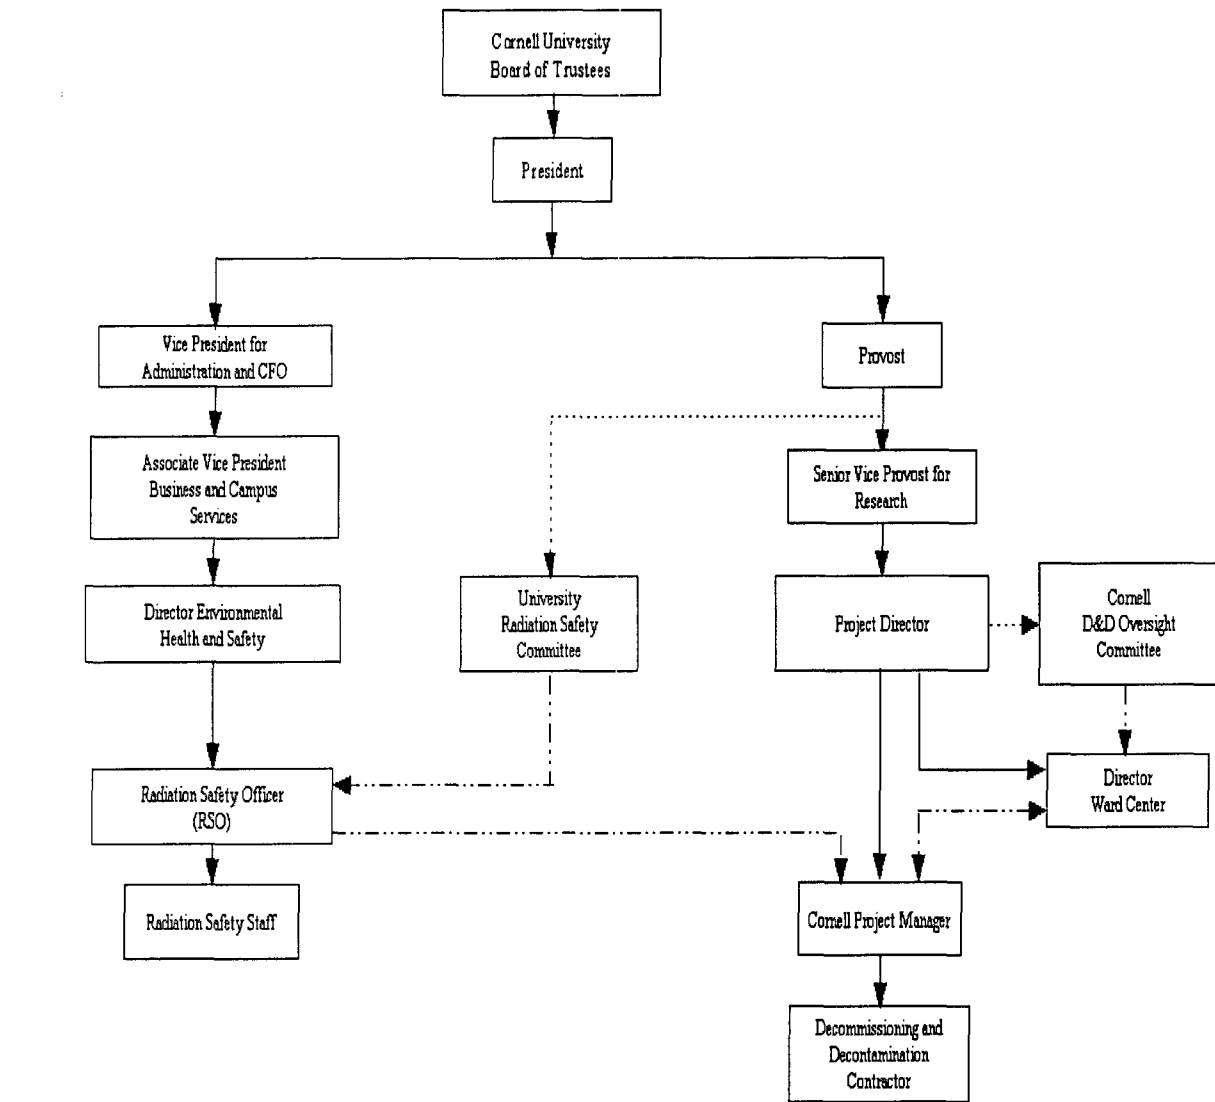 Cornell University
Board of Trustees
President
Vice President for
Administration and CFO
Provost
Associate Vice President
Business and Campus
Services
Senior Vice Provost for
Research
Director Environmental
Health and Safety
University
Radiation Safety
Committee
Project Director
Cornell
D&D Oversight
Committee
Radiation Safety Officer
(RSO)
Director
Ward Center
Radiation Safety Staff
Cornell Project Manager
Decommissioning and
Decontamination
Contractor